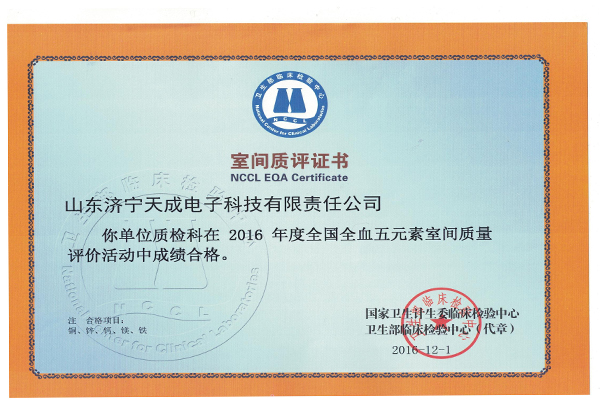 卫生部临床检验中心
NCCL
National Center for Clinical Laboratories
室间质评证书
NCCL EQA Certificate
山东济宁天成电子科技有限责任公司
你单位质检科在 2016 年度全国全血五元素室间质量
评价活动中成绩合格。
注 合格项目:
铜、锌、钙、镁、铁
国家卫生计生委临床检验中心
卫生部临床检验中心（代章）
2016-12-1